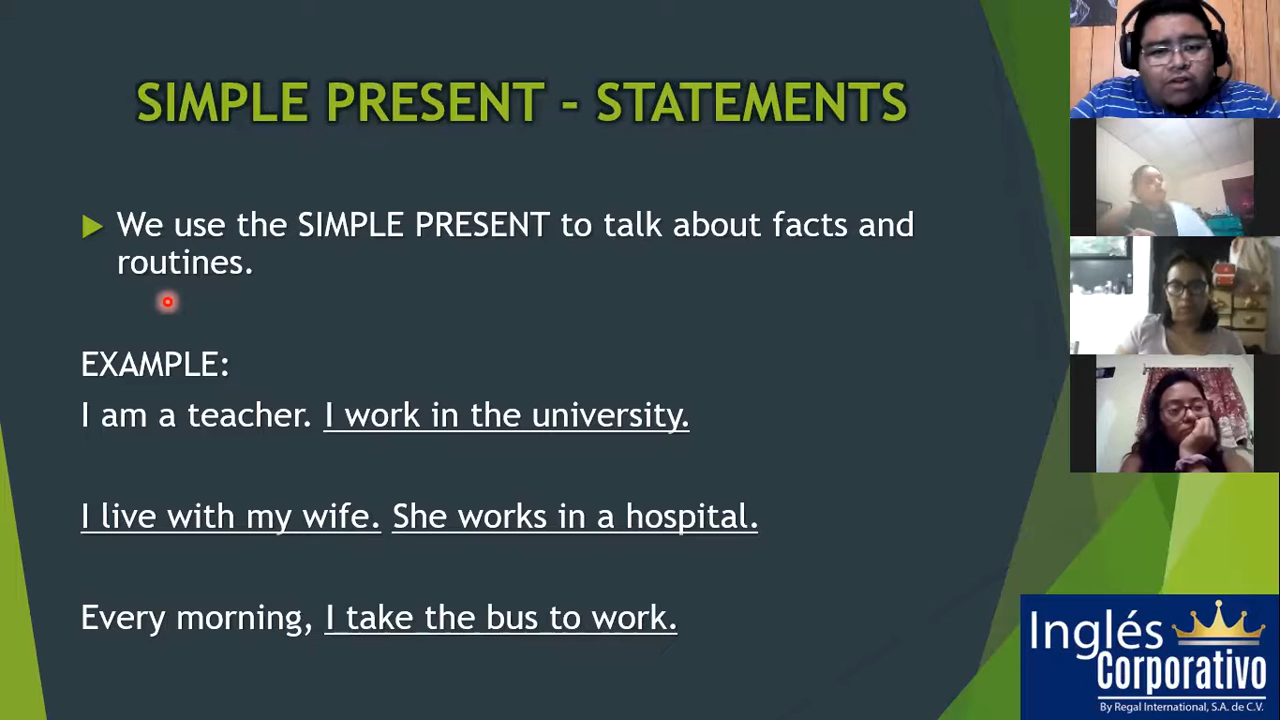 SIMPLE PRESENT - STATEMENTS
We use the SIMPLE PRESENT to talk about facts and
routines.
EXAMPLE:
I am a teacher. I work in the university.
I live with my wife. She works in a hospital.
Every morning, I take the bus to work.
Inglés
Corporativo
By Regal International, S.A. de C.V.